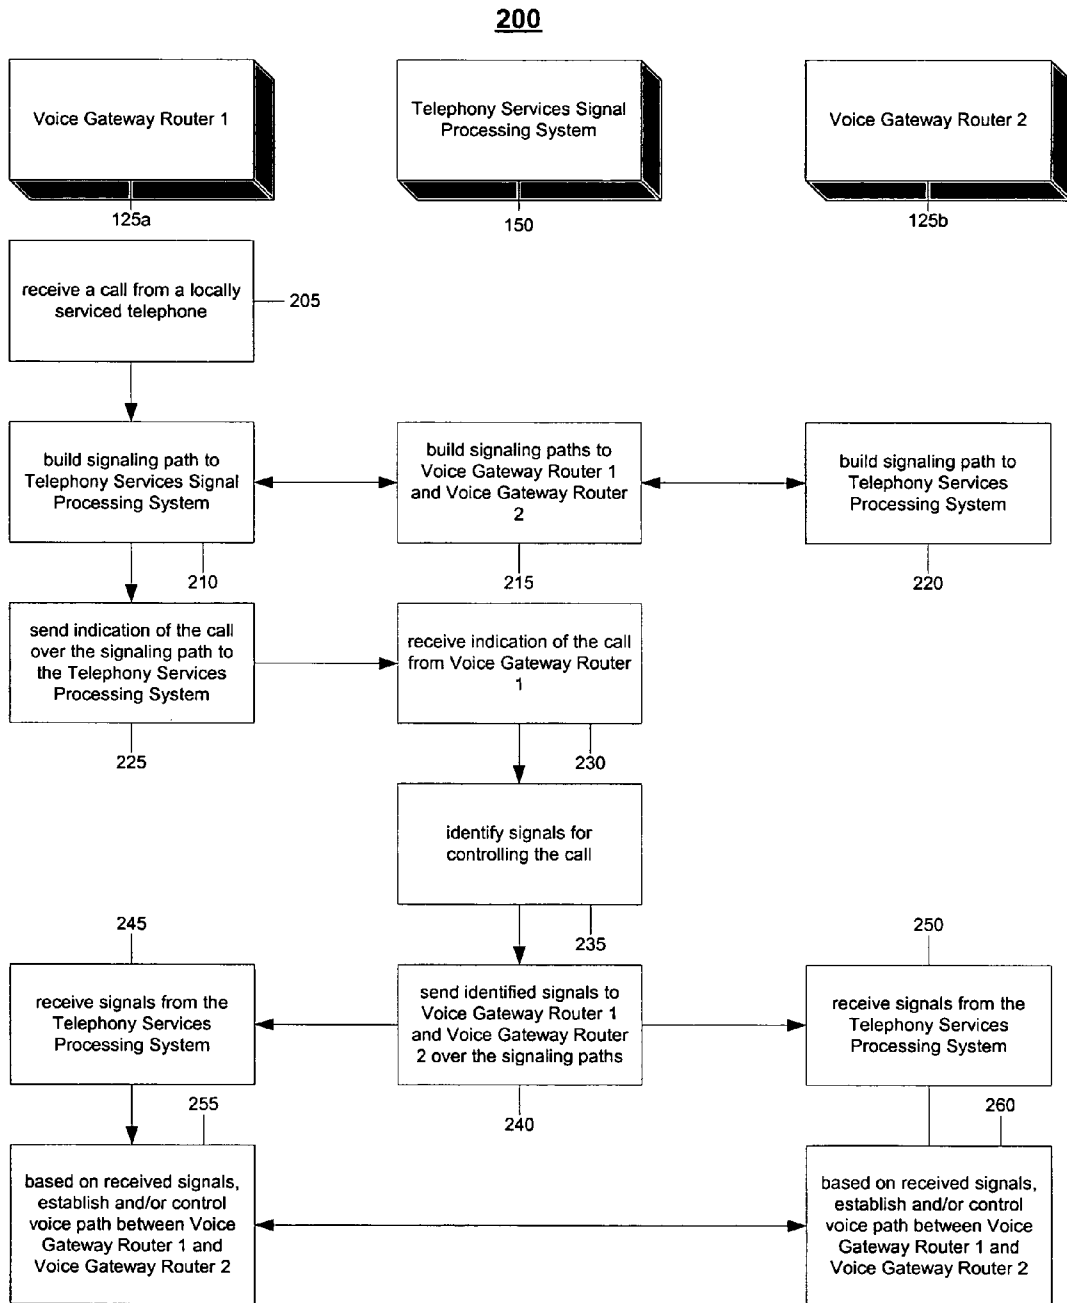 200
Voice Gateway Router 1
Telephony Services Signal
Processing System
Voice Gateway Router 2
125a
150
125b
receive a call from a locally
serviced telephone
205
build signaling path to
Telephony Services Signal
Processing System
build signaling paths to
Voice Gateway Router 1
and Voice Gateway Router
2
build signaling path to
Telephony Services
Processing System
210
215
220
send indication of the call
over the signaling path to
the Telephony Services
Processing System
receive indication of the call
from Voice Gateway Router
1
225
230
identify signals for
controlling the call
235
245
250
receive signals from the
Telephony Services
Processing System
send identified signals to
Voice Gateway Router 1
and Voice Gateway Router
2 over the signaling paths
receive signals from the
Telephony Services
Processing System
240
255
260
based on received signals,
establish and/or control
voice path between Voice
Gateway Router 1 and
Voice Gateway Router 2
based on received signals,
establish and/or control
voice path between Voice
Gateway Router 1 and
Voice Gateway Router 2